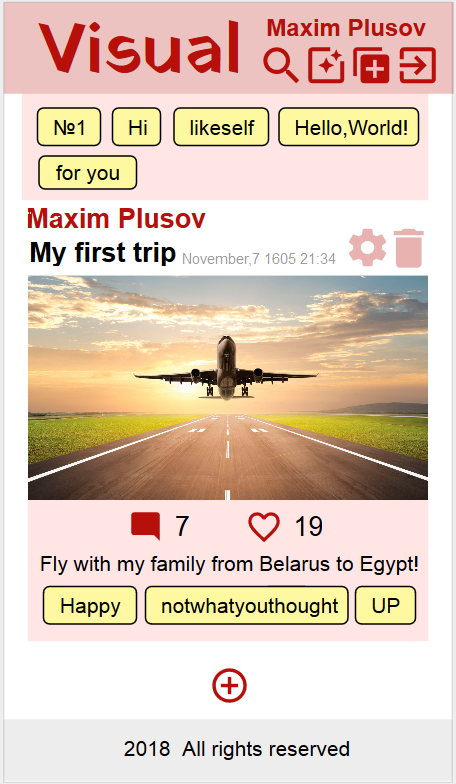 Visual
Maxim Plusov
№1 Hi likeself Hello,World!
for you
Maxim Plusov
My first trip November,7 1605 21:34
7 19
Fly with my family from Belarus to Egypt!
Happy notwhatyouthought UP
2018 All rights reserved